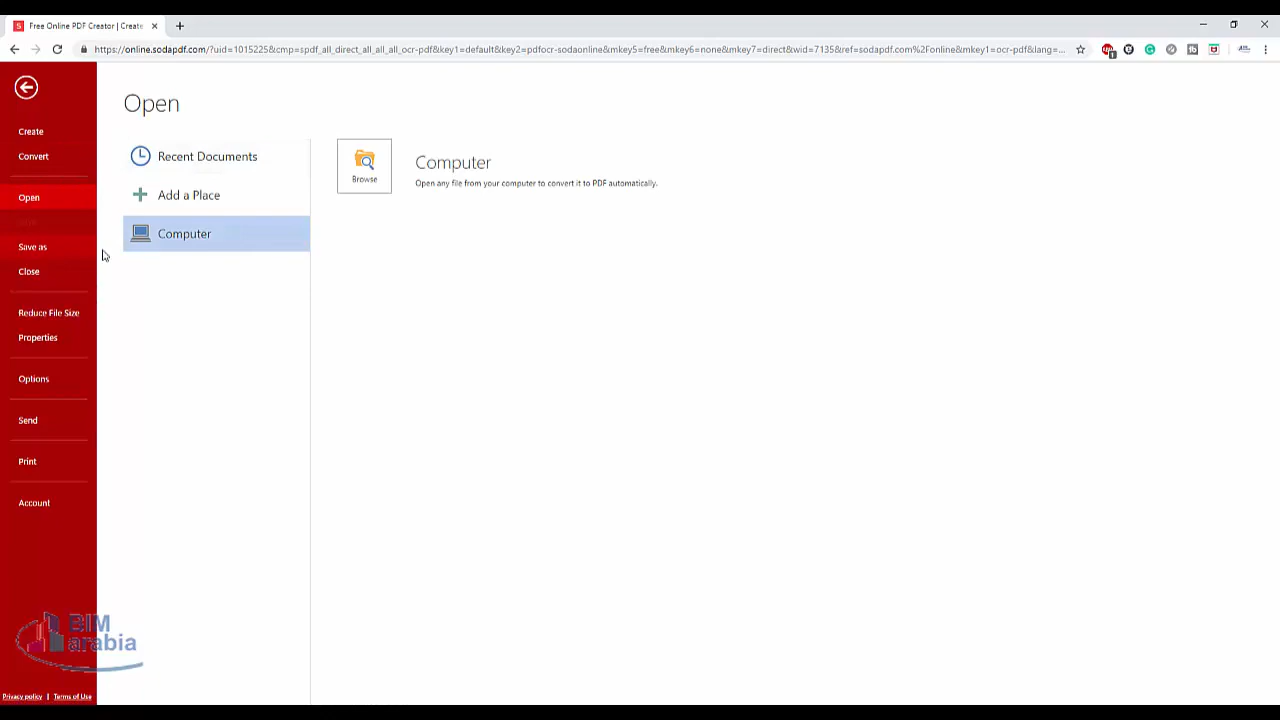 Free Online PDF Creator | Create
https://online.sodapdf.com/?uid=1015225&cmp=spdf_all_direct_all_all_all_ocr-pdf&key1=default&key2=pdfocr-sodaonline&mkey5=free&mkey6=none&mkey7=direct&wid=7135&ref=sodapdf.com%2Fonline&mkey1=ocr-pdf&lang=...
Open
Create
Convert
Open
Save
Save as
Close
Reduce File Size
Properties
Options
Send
Print
Account
Recent Documents
Add a Place
Computer
Browse
Computer
Open any file from your computer to convert it to PDF automatically.
BIM
arabia
Privacy policy | Terms of Use